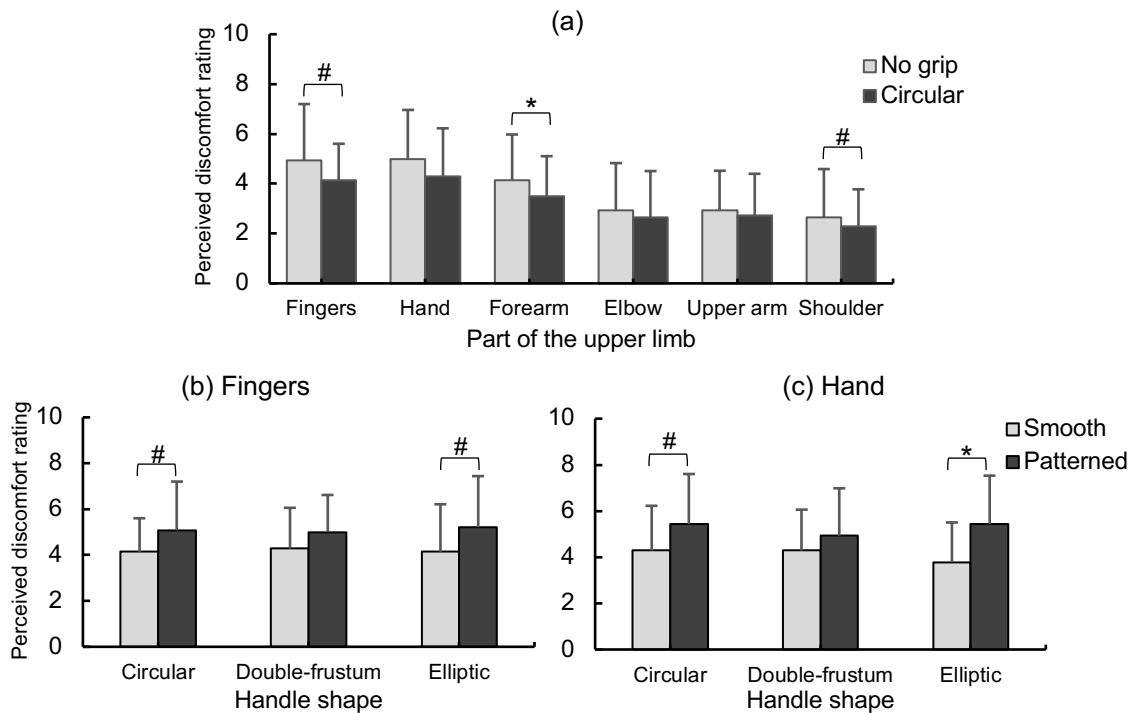 (a)
10
8
6
4
2
0
Perceived discomfort rating
No grip
Circular
#
*
#
Fingers Hand Forearm Elbow Upper arm Shoulder
Part of the upper limb
(b) Fingers
10
8
6
4
2
0
Perceived discomfort rating
#
#
Circular Double-frustum Elliptic
Handle shape
(c) Hand
10
8
6
4
2
0
Smooth
Patterned
#
*
Circular Double-frustum Elliptic
Handle shape